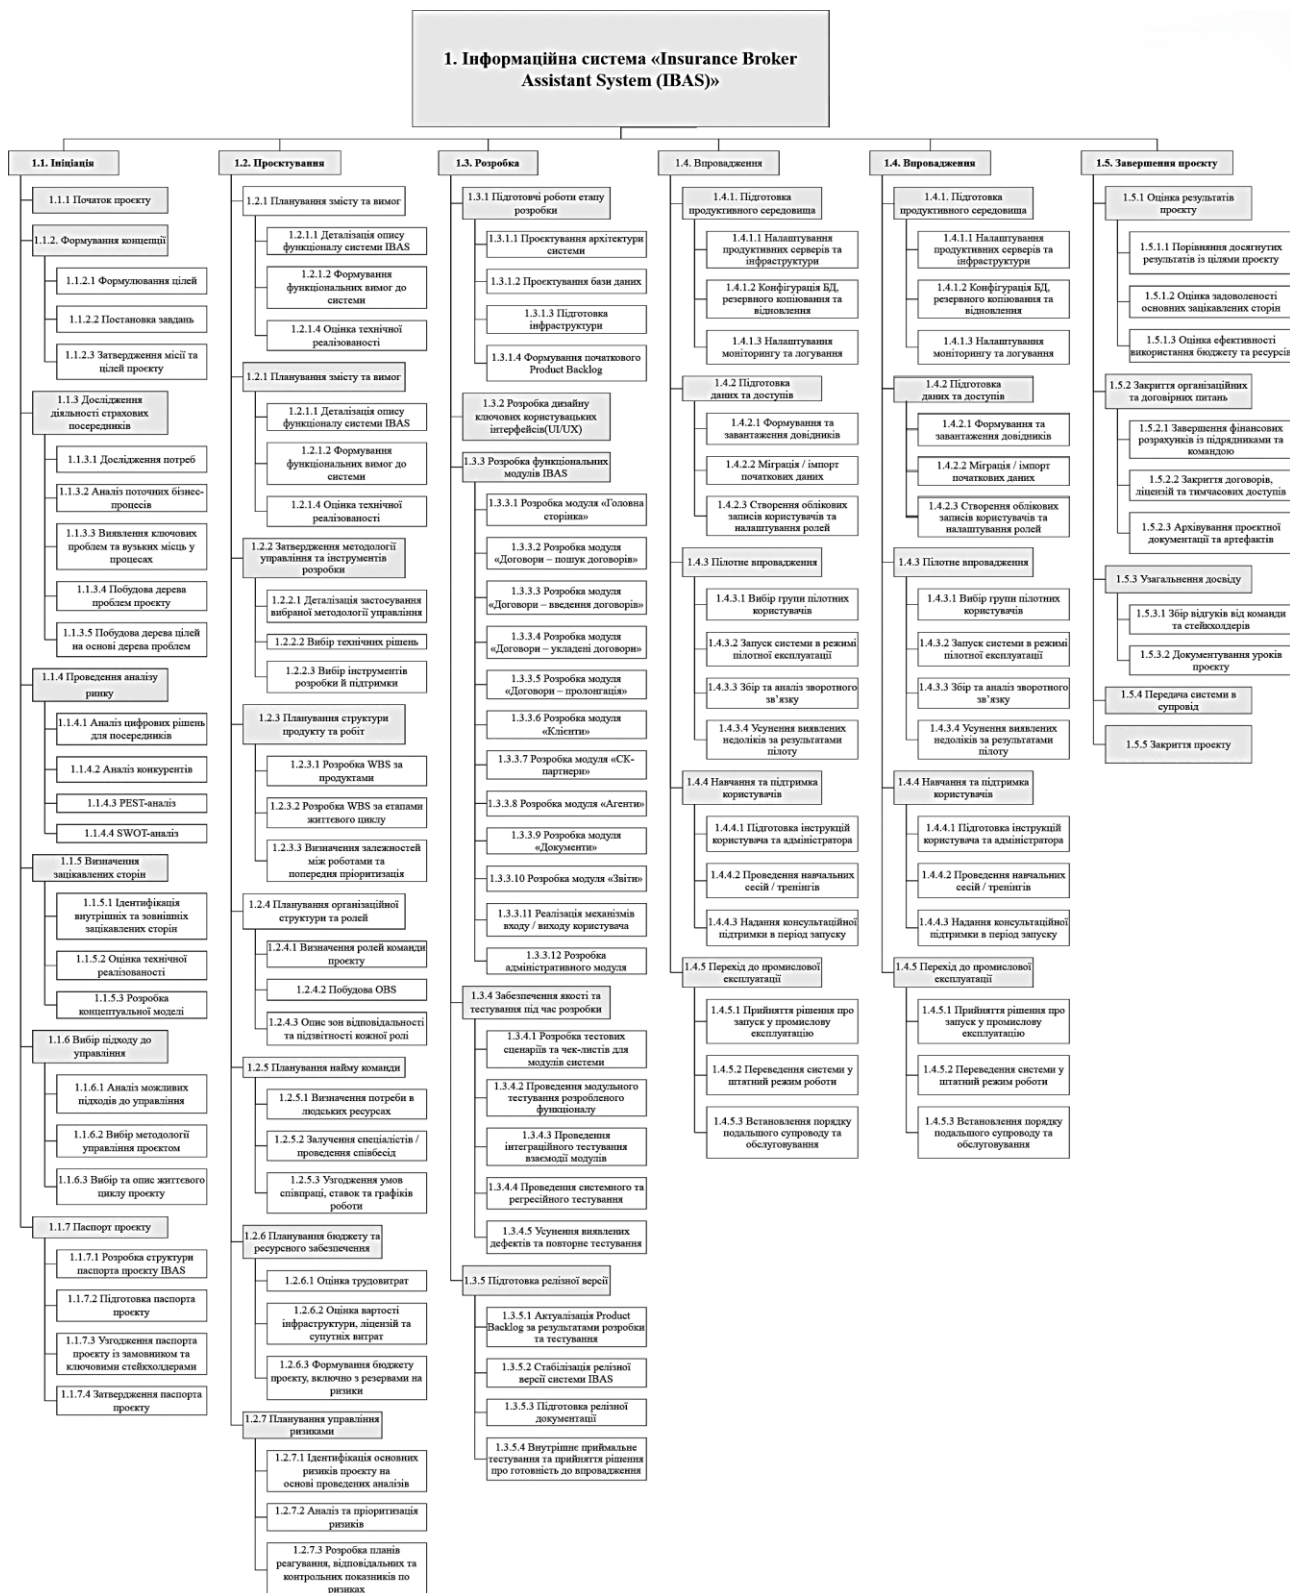 1. Інформаційна система «Insurance Broker
Assistant System (IBAS)»
1.1. Ініціація
1.1.1 Початок проєкту
1.1.2. Формування концепції
1.1.2.1 Формулювання цілей
1.1.2.2 Постановка завдань
1.1.2.3 Затвердження місії та
цілей проєкту
1.1.3 Дослідження
діяльності страхових
посередників
1.1.3.1 Дослідження потреб
1.1.3.2 Аналіз поточних бізнес-
процесів
1.1.3.3 Виявлення ключових
проблем та вузьких місць у
процесах
1.1.3.4 Побудова дерева
проблем проєкту
1.1.3.5 Побудова дерева цілей
на основі дерева проблем
1.1.4 Проведення аналізу
ринку
1.1.4.1 Аналіз цифрових рішень
для посередників
1.1.4.2 Аналіз конкурентів
1.1.4.3 PEST-аналіз
1.1.4.4 SWOT-аналіз
1.1.5 Визначення
зацікавлених сторін
1.1.5.1 Ідентифікація
внутрішніх та зовнішніх
зацікавлених сторін
1.1.5.2 Оцінка технічної
реалізованості
1.1.5.3 Розробка
концептуальної моделі
1.1.6 Вибір підходу до
управління
1.1.6.1 Аналіз можливих
підходів до управління
1.1.6.2 Вибір методології
управління проєктом
1.1.6.3 Вибір та опис життєвого
циклу проєкту
1.1.7 Паспорт проєкту
1.1.7.1 Розробка структури
паспорта проєкту IBAS
1.1.7.2 Підготовка паспорта
проєкту
1.1.7.3 Узгодження паспорта
проєкту із замовником та
ключовими стейкхолдерами
1.1.7.4 Затвердження паспорта
проєкту
1.2. Проєктування
1.2.1 Планування змісту та вимог
1.2.1.1 Деталізація опису
функціоналу системи IBAS
1.2.1.2 Формування
функціональних вимог до
системи
1.2.1.4 Оцінка технічної
реалізованості
1.2.1 Планування змісту та вимог
1.2.1.1 Деталізація опису
функціоналу системи IBAS
1.2.1.2 Формування
функціональних вимог до
системи
1.2.1.4 Оцінка технічної
реалізованості
1.2.2 Затвердження методології
управління та інструментів
розробки
1.2.2.1 Деталізація застосування
вибраної методології управління
1.2.2.2 Вибір технічних рішень
1.2.2.3 Вибір інструментів
розробки й підтримки
1.2.3 Планування структури
продукту та робіт
1.2.3.1 Розробка WBS за
продуктами
1.2.3.2 Розробка WBS за етапами
життєвого циклу
1.2.3.3 Визначення залежностей
між роботами та
попередня пріоритизація
1.2.4 Планування організаційної
структури та ролей
1.2.4.1 Визначення ролей команди
проєкту
1.2.4.2 Побудова OBS
1.2.4.3 Опис зон відповідальності
та підзвітності кожної ролі
1.2.5 Планування найму команди
1.2.5.1 Визначення потреби в
людських ресурсах
1.2.5.2 Залучення спеціалістів /
проведення співбесід
1.2.5.3 Узгодження умов
співпраці, ставок та графіків
роботи
1.2.6 Планування бюджету та
ресурсного забезпечення
1.2.6.1 Оцінка трудовитрат
1.2.6.2 Оцінка вартості
інфраструктури, ліцензій та
супутніх витрат
1.2.6.3 Формування бюджету
проєкту, включно з резервами на
ризики
1.2.7 Планування управління
ризиками
1.2.7.1 Ідентифікація основних
ризиків проєкту на
основі проведених аналізів
1.2.7.2 Аналіз та пріоритизація
ризиків
1.2.7.3 Розробка планів
реагування, відповідальних та
контрольних показників по
ризиках
1.3. Розробка
1.3.1 Підготовчі роботи етапу
розробки
1.3.1.1 Проєктування архітектури
системи
1.3.1.2 Проєктування бази даних
1.3.1.3 Підготовка
інфраструктури
1.3.1.4 Формування початкового
Product Backlog
1.3.2 Розробка дизайну
ключових користувацьких
інтерфейсів(UI/UX)
1.3.3 Розробка функціональних
модулів IBAS
1.3.3.1 Розробка модуля «Головна
сторінка»
1.3.3.2 Розробка модуля
«Договори – пошук договорів»
1.3.3.3 Розробка модуля
«Договори – введення договорів»
1.3.3.4 Розробка модуля
«Договори – укладені договори»
1.3.3.5 Розробка модуля
«Договори – пролонгація»
1.3.3.6 Розробка модуля
«Клієнти»
1.3.3.7 Розробка модуля «СК-
партнери»
1.3.3.8 Розробка модуля «Агенти»
1.3.3.9 Розробка модуля
«Документи»
1.3.3.10 Розробка модуля «Звіти»
1.3.3.11 Реалізація механізмів
входу / виходу користувача
1.3.3.12 Розробка
адміністративного модуля
1.3.4 Забезпечення якості та
тестування під час розробки
1.3.4.1 Розробка тестових
сценаріїв та чек-листів для
модулів системи
1.3.4.2 Проведення модульного
тестування розробленого
функціоналу
1.3.4.3 Проведення
інтеграційного тестування
взаємодії модулів
1.3.4.4 Проведення системного та
регресійного тестування
1.3.4.5 Усунення виявлених
дефектів та повторне тестування
1.3.5 Підготовка релізної версії
1.3.5.1 Актуалізація Product
Backlog за результатами розробки
та тестування
1.3.5.2 Стабілізація релізної
версії системи IBAS
1.3.5.3 Підготовка релізної
документації
1.3.5.4 Внутрішнє приймальне
тестування та прийняття рішення
про готовність до впровадження
1.4. Впровадження
1.4.1. Підготовка
продуктивного середовища
1.4.1.1 Налаштування
продуктивних серверів та
інфраструктури
1.4.1.2 Конфігурація БД,
резервного копіювання та
відновлення
1.4.1.3 Налаштування
моніторингу та логування
1.4.2 Підготовка
даних та доступів
1.4.2.1 Формування та
завантаження довідників
1.4.2.2 Міграція / імпорт
початкових даних
1.4.2.3 Створення облікових
записів користувачів та
налаштування ролей
1.4.3 Пілотне впровадження
1.4.3.1 Вибір групи пілотних
користувачів
1.4.3.2 Запуск системи в режимі
пілотної експлуатації
1.4.3.3 Збір та аналіз зворотного
зв’язку
1.4.3.4 Усунення виявлених
недоліків за результатами
пілоту
1.4.4 Навчання та підтримка
користувачів
1.4.4.1 Підготовка інструкцій
користувача та адміністратора
1.4.4.2 Проведення навчальних
сесій / тренінгів
1.4.4.3 Надання консультаційної
підтримки в період запуску
1.4.5 Перехід до промислової
експлуатації
1.4.5.1 Прийняття рішення про
запуск у промислову
експлуатацію
1.4.5.2 Переведення системи у
штатний режим роботи
1.4.5.3 Встановлення порядку
подальшого супроводу та
обслуговування
1.4. Впровадження
1.4.1. Підготовка
продуктивного середовища
1.4.1.1 Налаштування
продуктивних серверів та
інфраструктури
1.4.1.2 Конфігурація БД,
резервного копіювання та
відновлення
1.4.1.3 Налаштування
моніторингу та логування
1.4.2 Підготовка
даних та доступів
1.4.2.1 Формування та
завантаження довідників
1.4.2.2 Міграція / імпорт
початкових даних
1.4.2.3 Створення облікових
записів користувачів та
налаштування ролей
1.4.3 Пілотне впровадження
1.4.3.1 Вибір групи пілотних
користувачів
1.4.3.2 Запуск системи в режимі
пілотної експлуатації
1.4.3.3 Збір та аналіз зворотного
зв’язку
1.4.3.4 Усунення виявлених
недоліків за результатами
пілоту
1.4.4 Навчання та підтримка
користувачів
1.4.4.1 Підготовка інструкцій
користувача та адміністратора
1.4.4.2 Проведення навчальних
сесій / тренінгів
1.4.4.3 Надання консультаційної
підтримки в період запуску
1.4.5 Перехід до промислової
експлуатації
1.4.5.1 Прийняття рішення про
запуск у промислову
експлуатацію
1.4.5.2 Переведення системи у
штатний режим роботи
1.4.5.3 Встановлення порядку
подальшого супроводу та
обслуговування
1.5. Завершення проєкту
1.5.1 Оцінка результатів
проєкту
1.5.1.1 Порівняння досягнутих
результатів із цілями проєкту
1.5.1.2 Оцінка задоволеності
основних зацікавлених сторін
1.5.1.3 Оцінка ефективності
використання бюджету та ресурсів
1.5.2 Закриття організаційних
та договірних питань
1.5.2.1 Завершення фінансових
розрахунків із підрядниками та
командою
1.5.2.2 Закриття договорів,
ліцензій та тимчасових доступів
1.5.2.3 Архівування проєктної
документації та артефактів
1.5.3 Узагальнення досвіду
1.5.3.1 Збір відгуків від команди
та стейкхолдерів
1.5.3.2 Документування уроків
проєкту
1.5.4 Передача системи в
супровід
1.5.5 Закриття проєкту